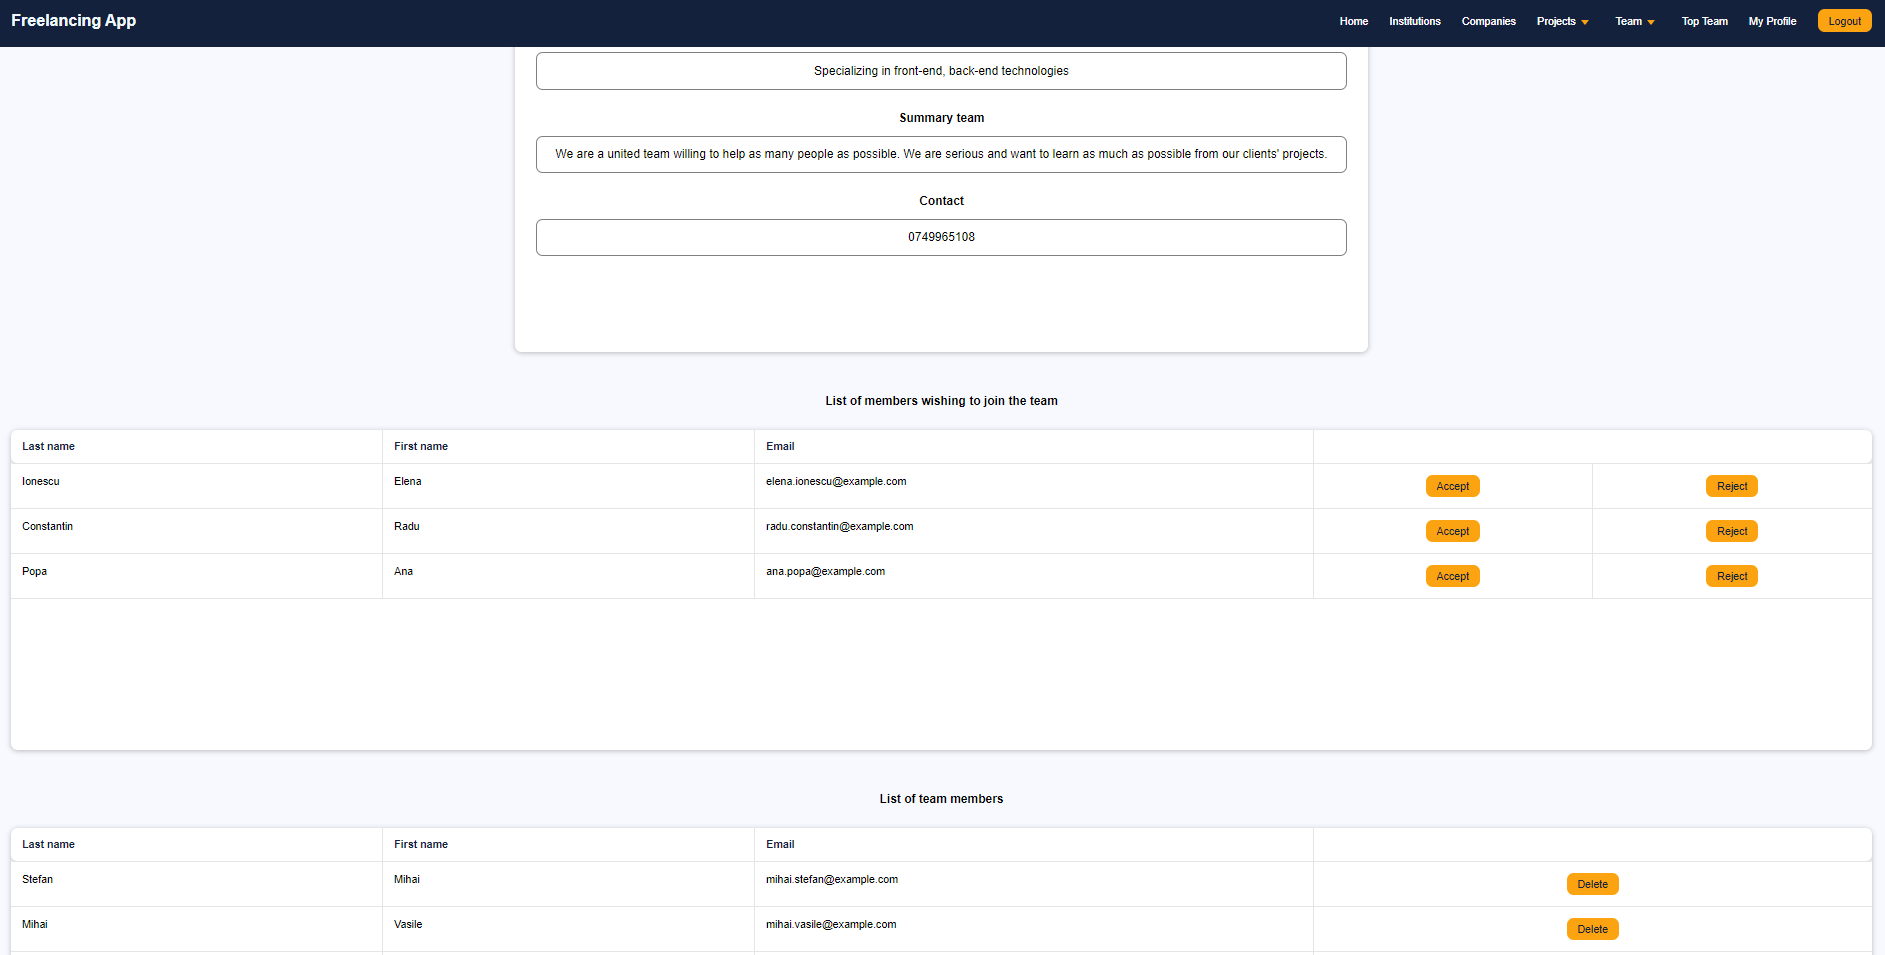 Freelancing App
Home Institutions Companies Projects Team Top Team My Profile Logout
Specializing in front-end, back-end technologies
Summary team
We are a united team willing to help as many people as possible. We are serious and want to learn as much as possible from our clients' projects.
Contact
0749965108
List of members wishing to join the team
Last name First name Email
Ionescu Elena elena.ionescu@example.com Accept Reject
Constantin Radu radu.constantin@example.com Accept Reject
Popa Ana ana.popa@example.com Accept Reject
List of team members
Last name First name Email
Stefan Mihai mihai.stefan@example.com Delete
Mihai Vasile mihai.vasile@example.com Delete